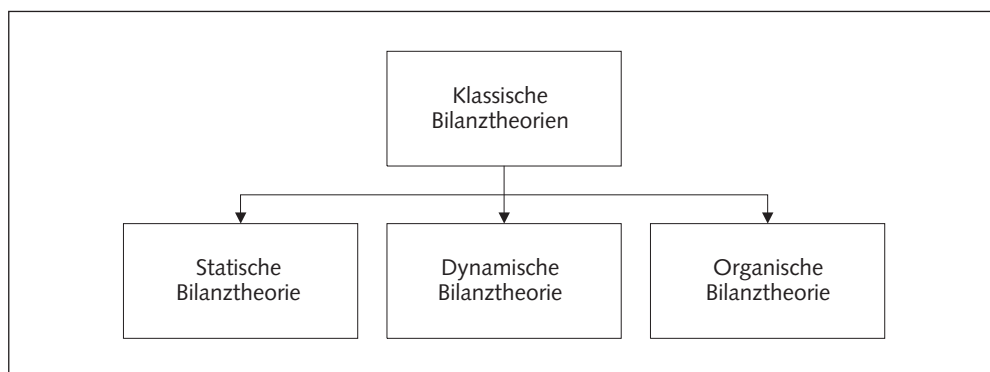 Klassische
Bilanztheorien
Statische
Bilanztheorie
Dynamische
Bilanztheorie
Organische
Bilanztheorie